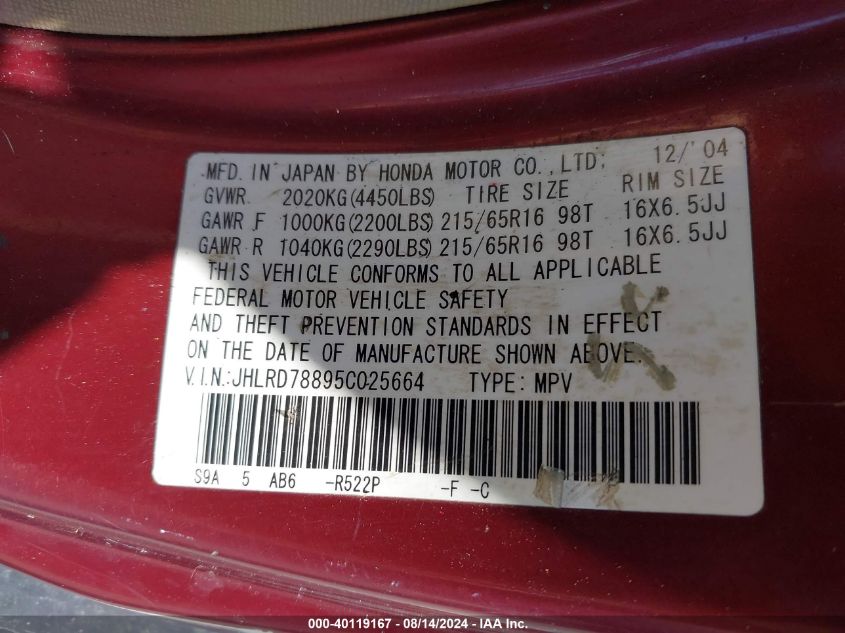 MFD. IN JAPAN BY HONDA MOTOR CO.,LTD. 12/'04
GVWR 2020KG(4450LBS) TIRE SIZE RIM SIZE
GAWR F 1000KG(2200LBS) 215/65R16 98T 16X6.5JJ
GAWR R 1040KG(2290LBS) 215/65R16 98T 16X6.5JJ
THIS VEHICLE CONFORMS TO ALL APPLICABLE
FEDERAL MOTOR VEHICLE SAFETY
AND THEFT PREVENTION STANDARDS IN EFFECT
ON THE DATE OF MANUFACTURE SHOWN ABOVE.
V.I.N.:JHLRD78895C025664 TYPE: MPV
S9A 5 AB6 -R522P -F -C
000-40119167 - 08/14/2024 - IAA, Inc.